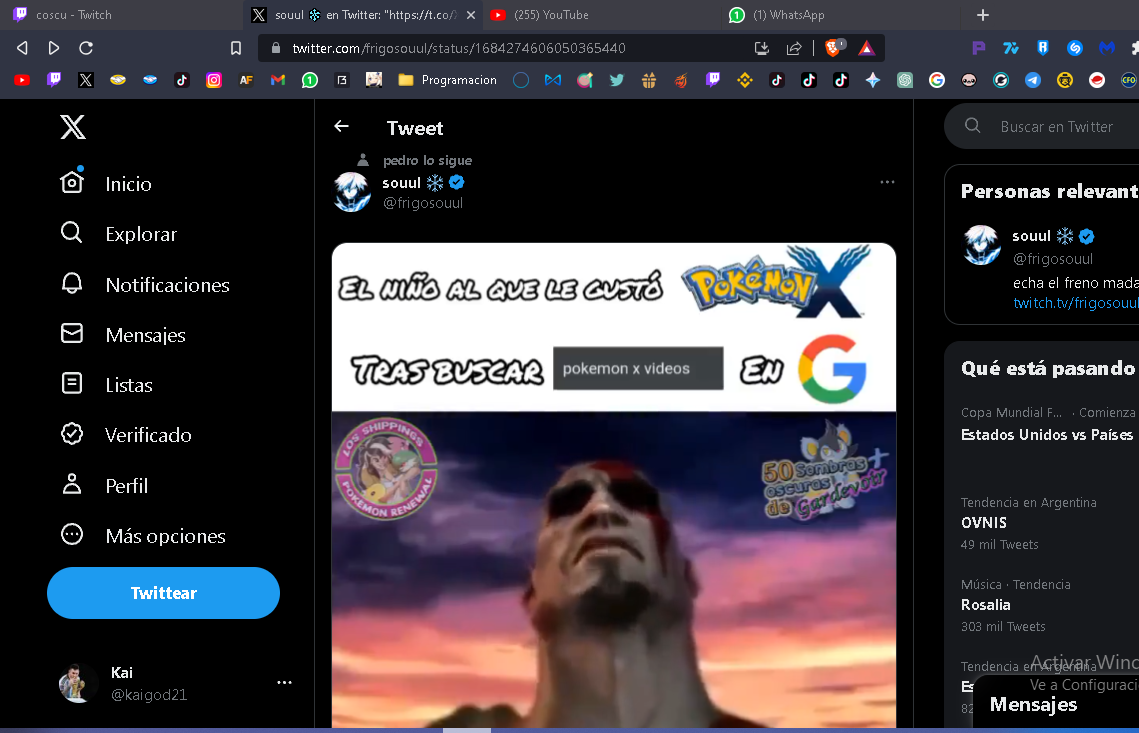 coscu - Twitch
souul ❄ en Twitter: "https://t.co/X
(255) YouTube
(1) WhatsApp
twitter.com/frigosouul/status/1684274606050365440
Programacion
CFO
X
Inicio
Explorar
Notificaciones
Mensajes
Listas
Verificado
Perfil
Más opciones
Twittear
Kai
@kaigod21
Tweet
pedro lo sigue
souul ❄
@frigosouul
EL NIÑO AL QUE LE GUSTÓ POKÉMON X
TRAS BUSCAR pokemon x videos EN G
LOS SHIPPINGS
POKEMON RENEWAL
50 Sombras
oscuras
de Gardevoir
Buscar en Twitter
Personas relevant
souul ❄
@frigosouul
echa el freno mada
twitch.tv/frigosouul
Qué está pasando
Copa Mundial F... · Comienza
Estados Unidos vs Países
Tendencia en Argentina
OVNIS
49 mil Tweets
Música · Tendencia
Rosalia
303 mil Tweets
Tendencia en Argentina
Es
82
Activar Winc
Ve a Configuraci
Mensajes